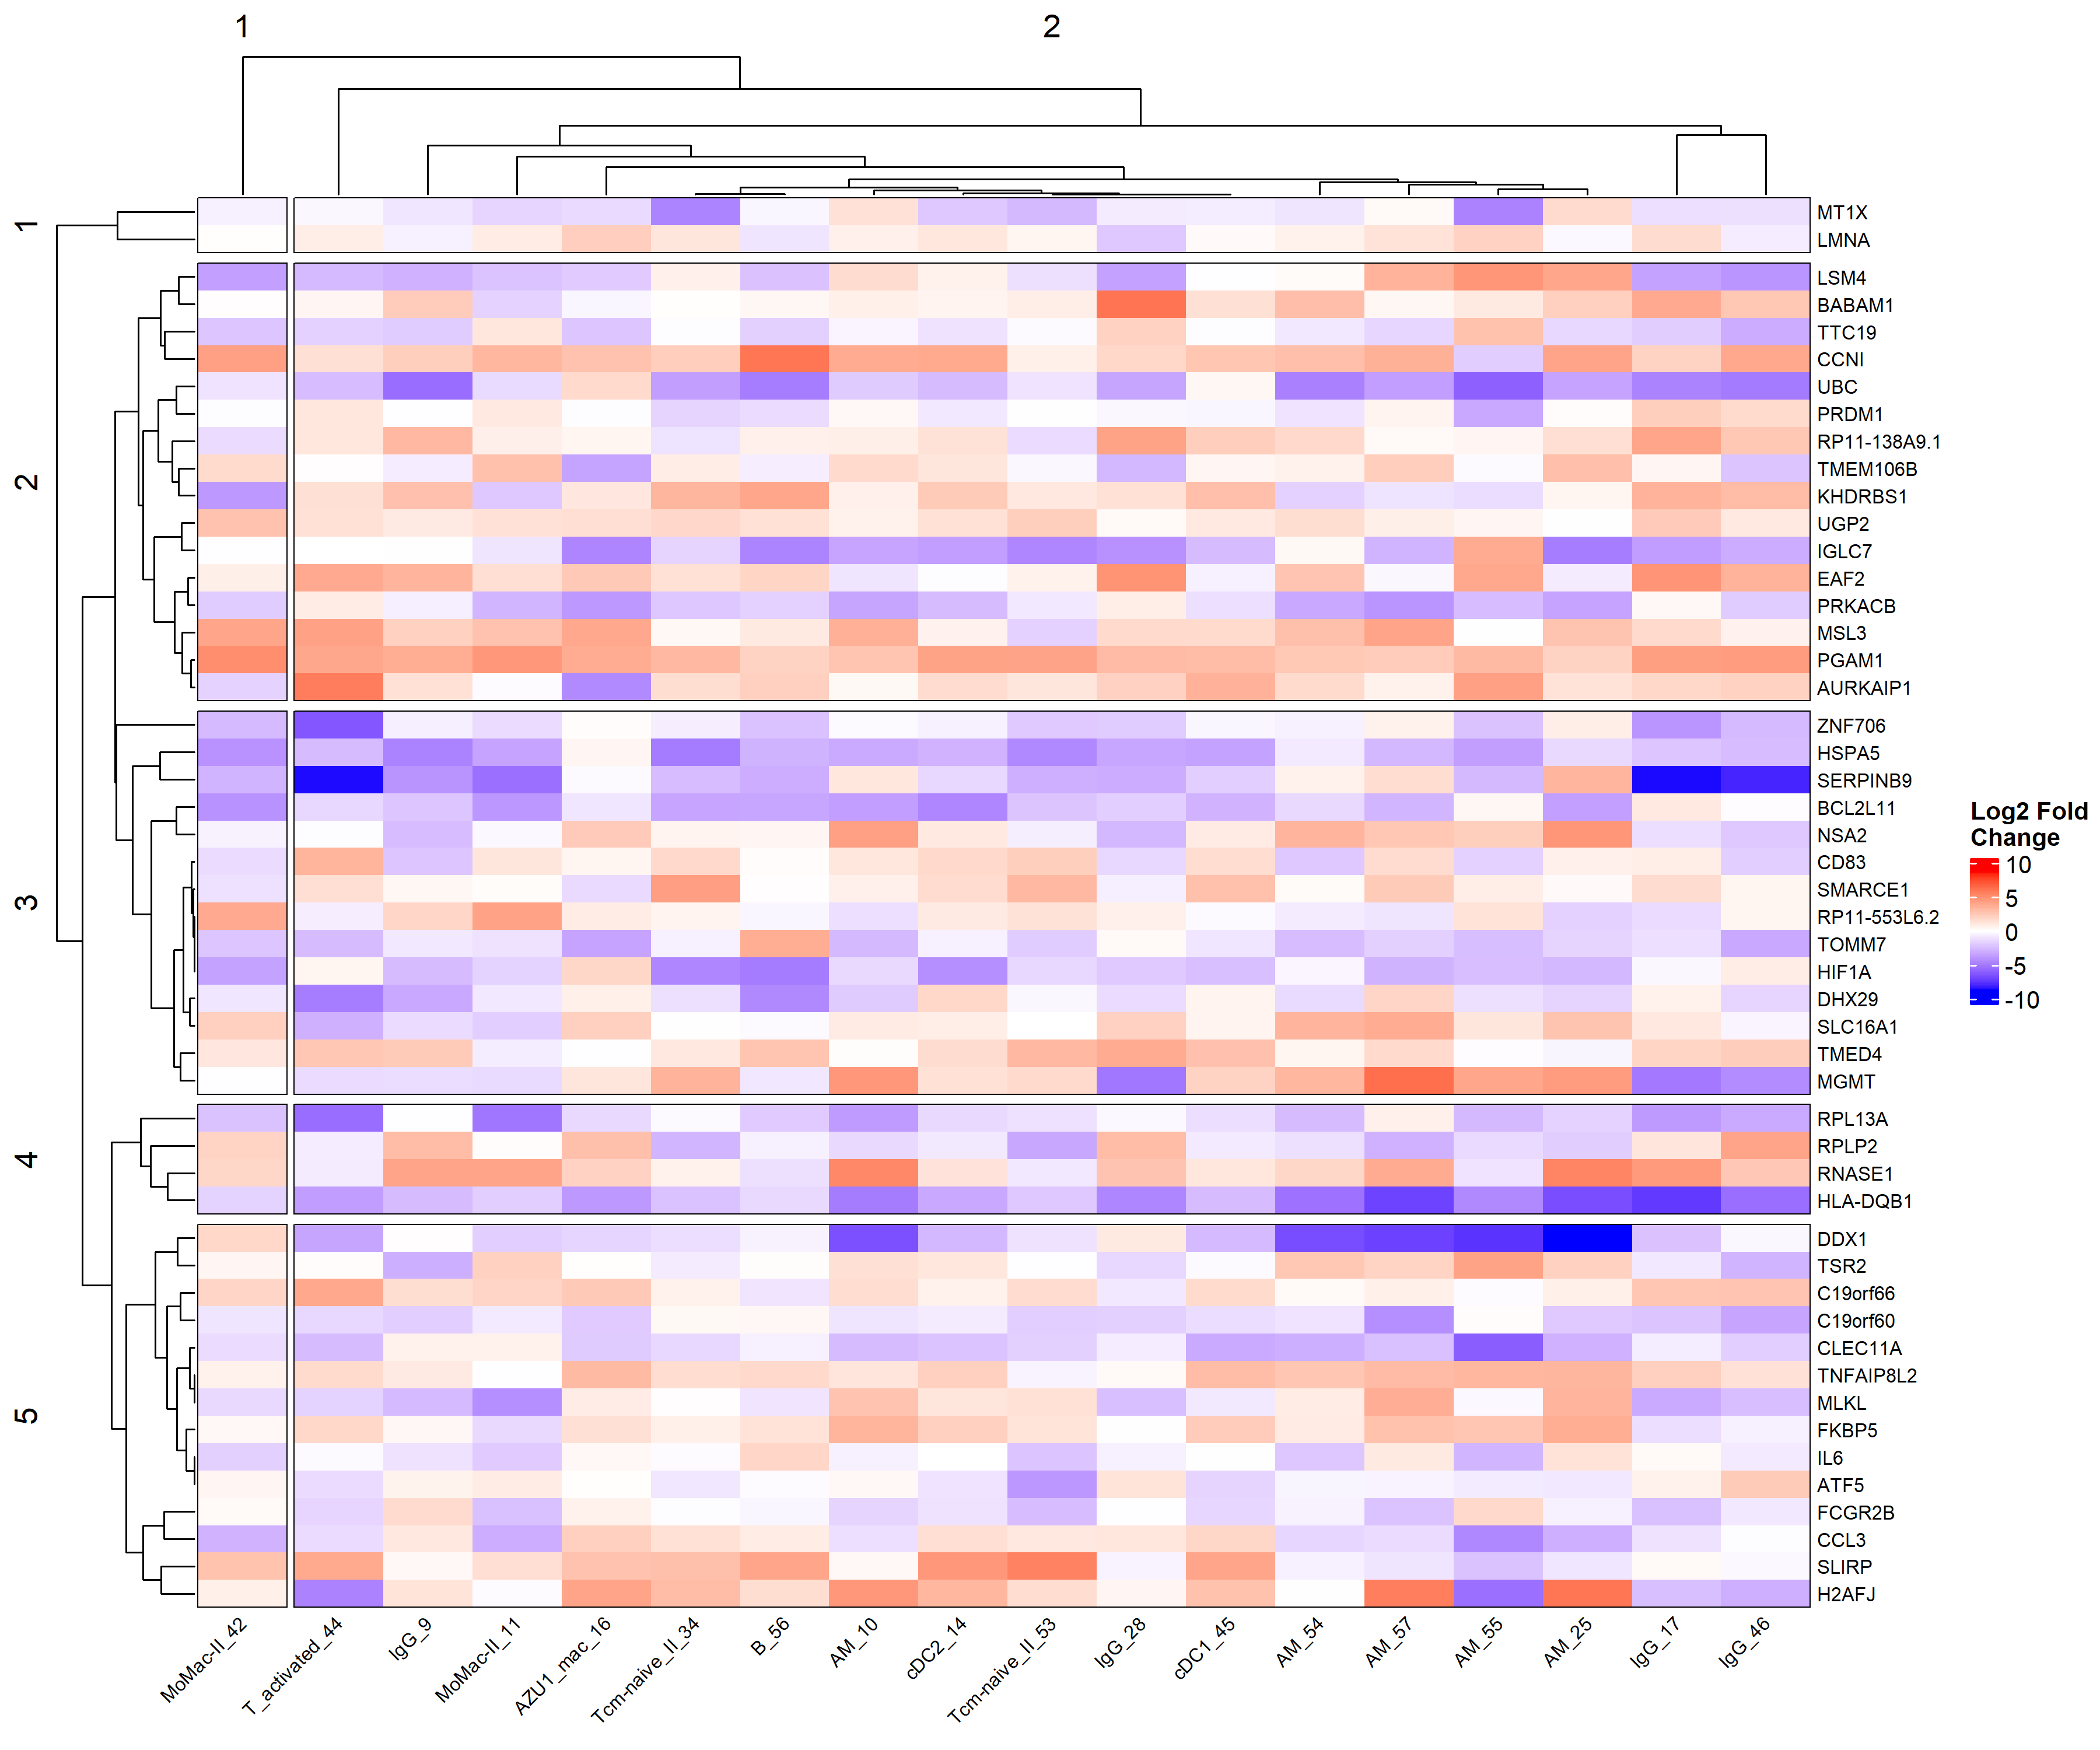 1
2
1
MT1X
LMNA
2
LSM4
BABAM1
TTC19
CCNI
UBC
PRDM1
RP11-138A9.1
TMEM106B
KHDRBS1
UGP2
IGLC7
EAF2
PRKACB
MSL3
PGAM1
AURKAIP1
3
ZNF706
HSPA5
SERPINB9
BCL2L11
NSA2
CD83
SMARCE1
RP11-553L6.2
TOMM7
HIF1A
DHX29
SLC16A1
TMED4
MGMT
4
RPL13A
RPLP2
RNASE1
HLA-DQB1
5
DDX1
TSR2
C19orf66
C19orf60
CLEC11A
TNFAIP8L2
MLKL
FKBP5
IL6
ATF5
FCGR2B
CCL3
SLIRP
H2AFJ
MoMac-II_42
T_activated_44
IgG_9
MoMac-II_11
AZU1_mac_16
Tcm-naive_II_34
B_56
AM_10
cDC2_14
Tcm-naive_II_53
IgG_28
cDC1_45
AM_54
AM_57
AM_55
AM_25
IgG_17
IgG_46
Log2 Fold
Change
10
5
0
-5
-10